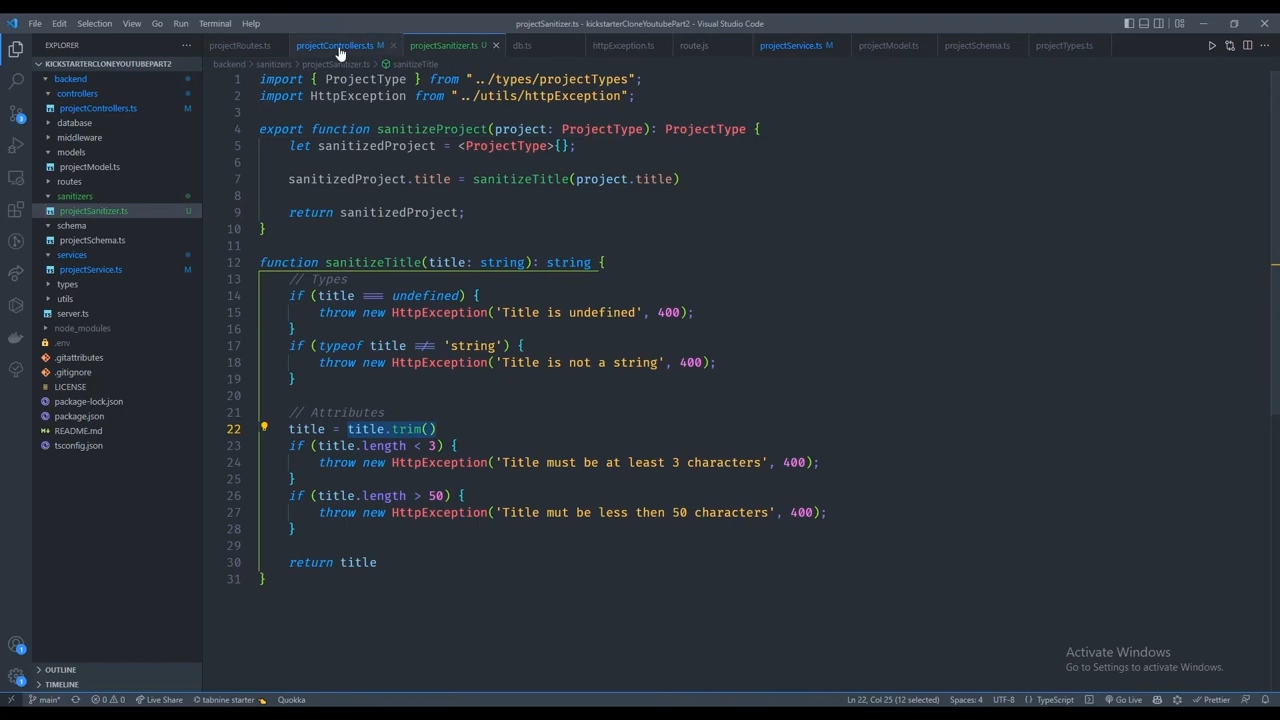 File Edit Selection View Go Run Terminal Help
projectSanitizer.ts - kickstarterCloneYoutubePart2 - Visual Studio Code
EXPLORER
projectRoutes.ts projectControllers.ts M projectSanitizer.ts U db.ts httpException.ts route.js projectService.ts M projectModel.ts projectSchema.ts projectTypes.ts
backend > sanitizers > projectSanitizer.ts > sanitizeTitle
KICKSTARTERCLONEYOUTUBEPART2
backend
controllers
projectControllers.ts M
database
middleware
models
projectModel.ts
routes
sanitizers
projectSanitizer.ts U
schema
projectSchema.ts
services
projectService.ts M
types
utils
server.ts
node_modules
.env
.gitattributes
.gitignore
LICENSE
package-lock.json
package.json
README.md
tsconfig.json
OUTLINE
TIMELINE
1 import { ProjectType } from "../types/projectTypes";
2 import HttpException from "../utils/httpException";
3
4 export function sanitizeProject(project: ProjectType): ProjectType {
5 let sanitizedProject = <ProjectType>{};
6
7 sanitizedProject.title = sanitizeTitle(project.title)
8
9 return sanitizedProject;
10 }
11
12 function sanitizeTitle(title: string): string {
13 // Types
14 if (title === undefined) {
15 throw new HttpException('Title is undefined', 400);
16 }
17 if (typeof title !== 'string') {
18 throw new HttpException('Title is not a string', 400);
19 }
20
21 // Attributes
22 title = title.trim()
23 if (title.length < 3) {
24 throw new HttpException('Title must be at least 3 characters', 400);
25 }
26 if (title.length > 50) {
27 throw new HttpException('Title mut be less then 50 characters', 400);
28 }
29
30 return title
31 }
Activate Windows
Go to Settings to activate Windows.
3
1
1
main* 0 0 Live Share tabnine starter Quokka Ln 22, Col 25 (12 selected) Spaces: 4 UTF-8 CRLF {} TypeScript Go Live Prettier